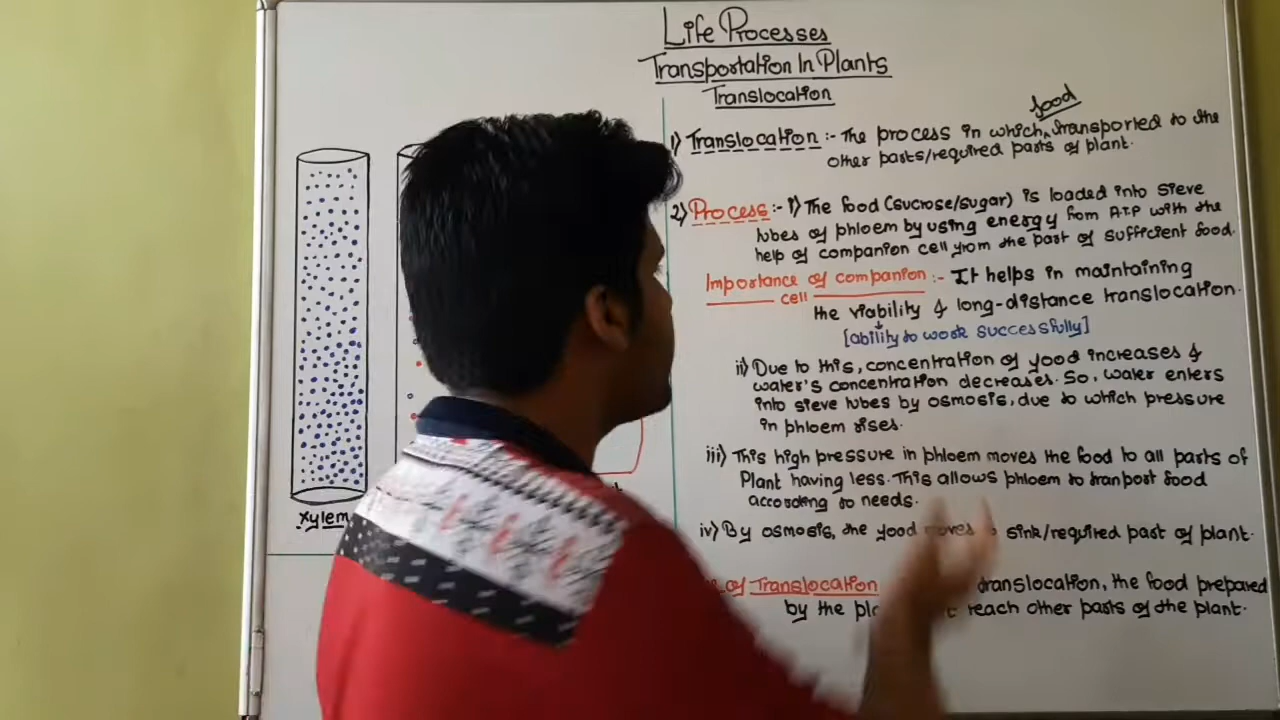 Life Processes
Transportation In Plants
Translocation
food
1) Translocation :- The process in which ^ transported to the
other parts/required parts of plant.
2) Process :- i) The food (sucrose/sugar) is loaded into sieve
tubes of phloem by using energy from ATP with the
help of companion cell from the part of sufficient food.
Importance of companion :- It helps in maintaining
cell
the viability & long-distance translocation.
[ability to work successfully]
ii) Due to this, concentration of food increases &
water's concentration decreases. So, water enters
into sieve tubes by osmosis, due to which pressure
in phloem rises.
iii) This high pressure in phloem moves the food to all parts of
Plant having less. This allows phloem to tranpost food
according to needs.
iv) By osmosis, the food moves sink/required part of plant.
of Translocation translocation, the food prepared
by the reach other parts of the plant.
xylem